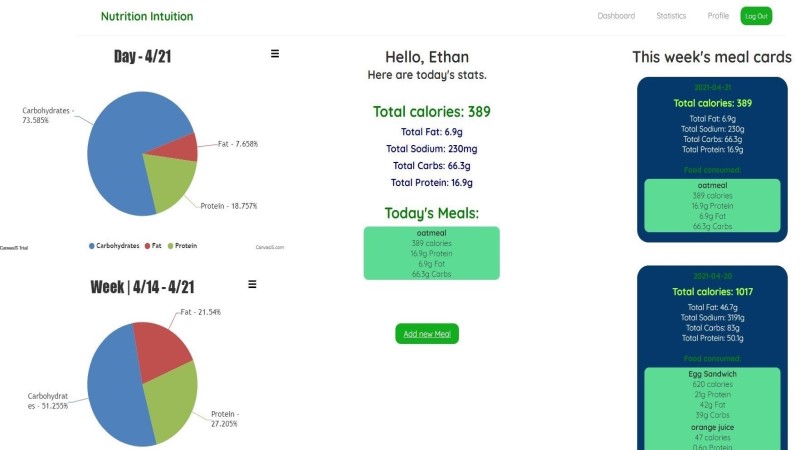 Nutrition Intuition
Dashboard
Statistics
Profile
Log Out
Day - 4/21
Carbohydrates -
73.585%
Fat - 7.658%
Protein - 18.757%
Carbohydrates Fat Protein
CanvasJS Trial
CanvasJS.com
Week | 4/14 - 4/21
Fat - 21.54%
Carbohydrat
es - 51.255%
Protein -
27.205%
Hello, Ethan
Here are today's stats.
Total calories: 389
Total Fat: 6.9g
Total Sodium: 230mg
Total Carbs: 66.3g
Total Protein: 16.9g
Today's Meals:
oatmeal
389 calories
16.9g Protein
6.9g Fat
66.3g Carbs
Add new Meal
This week's meal cards
2021-04-21
Total calories: 389
Total Fat: 6.9g
Total Sodium: 230g
Total Carbs: 66.3g
Total Protein: 16.9g
Food consumed:
oatmeal
389 calories
16.9g Protein
6.9g Fat
66.3g Carbs
2021-04-20
Total calories: 1017
Total Fat: 46.7g
Total Sodium: 3191g
Total Carbs: 83g
Total Protein: 50.1g
Food consumed:
Egg Sandwich
620 calories
21g Protein
42g Fat
39g Carbs
orange juice
47 calories
0.6g Protein